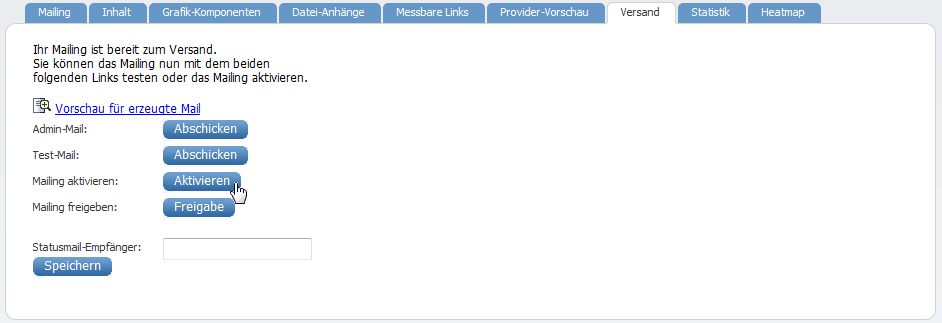 Mailing Inhalt Grafik-Komponenten Datei-Anhänge Messbare Links Provider-Vorschau Versand Statistik Heatmap
Ihr Mailing ist bereit zum Versand.
Sie können das Mailing nun mit dem beiden
folgenden Links testen oder das Mailing aktivieren.
Vorschau für erzeugte Mail
Admin-Mail: Abschicken
Test-Mail: Abschicken
Mailing aktivieren: Aktivieren
Mailing freigeben: Freigabe
Statusmail-Empfänger:
Speichern